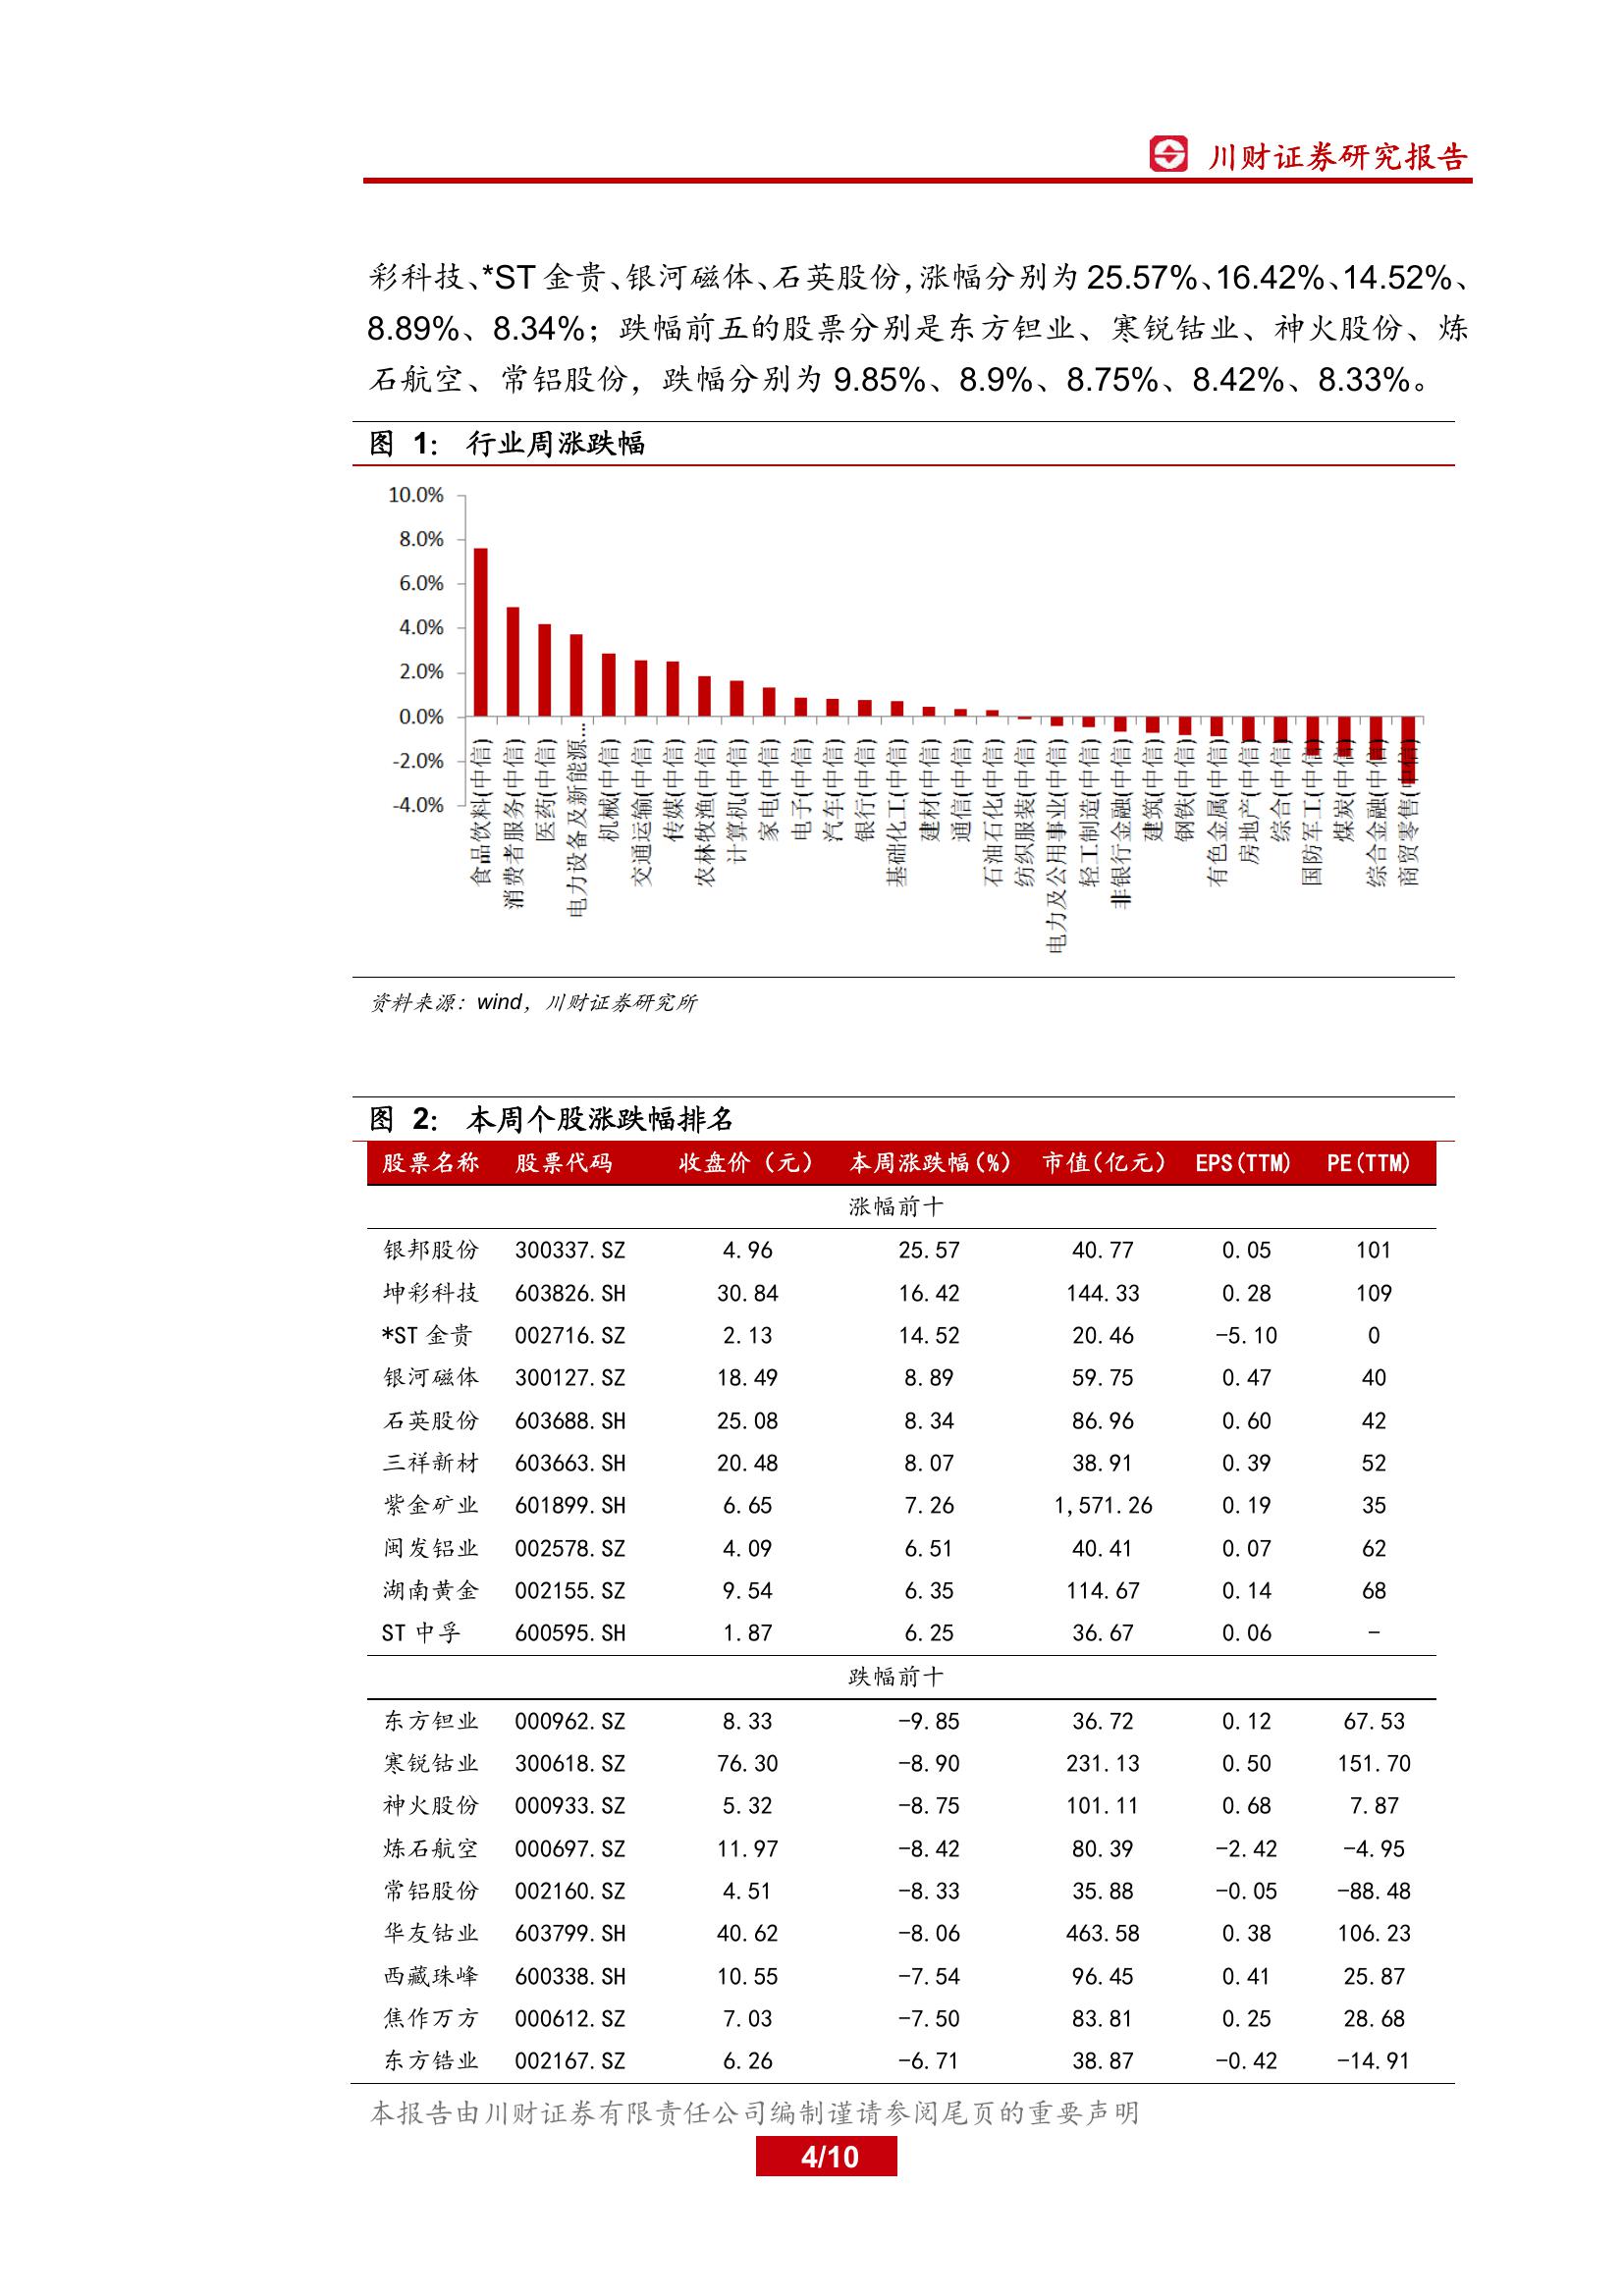 川财证券研究报告
彩科技、*ST金贵、银河磁体、石英股份，涨幅分别为25.57%、16.42%、14.52%、
8.89%、8.34%；跌幅前五的股票分别是东方钽业、寒锐钴业、神火股份、炼
石航空、常铝股份，跌幅分别为 9.85%、8.9%、8.75%、8.42%、8.33%。
图 1： 行业周涨跌幅
10.0%
8.0%
6.0%
4.0%
2.0%
0.0%
-2.0%
-4.0%
食品饮料(中信)
消费者服务(中信)
医药(中信)
电力设备及新能源...
机械(中信)
交通运输(中信)
传媒(中信)
农林牧渔(中信)
计算机(中信)
家电(中信)
电子(中信)
汽车(中信)
银行(中信)
基础化工(中信)
建材(中信)
通信(中信)
石油石化(中信)
纺织服装(中信)
电力及公用事业(中信)
轻工制造(中信)
非银行金融(中信)
建筑(中信)
钢铁(中信)
有色金属(中信)
房地产(中信)
综合(中信)
国防军工(中信)
煤炭(中信)
综合金融(中信)
商贸零售(中信)
资料来源：wind，川财证券研究所
图 2： 本周个股涨跌幅排名
股票名称 股票代码 收盘价（元） 本周涨跌幅(%) 市值(亿元) EPS(TTM) PE(TTM)
涨幅前十
银邦股份 300337.SZ 4.96 25.57 40.77 0.05 101
坤彩科技 603826.SH 30.84 16.42 144.33 0.28 109
*ST金贵 002716.SZ 2.13 14.52 20.46 -5.10 0
银河磁体 300127.SZ 18.49 8.89 59.75 0.47 40
石英股份 603688.SH 25.08 8.34 86.96 0.60 42
三祥新材 603663.SH 20.48 8.07 38.91 0.39 52
紫金矿业 601899.SH 6.65 7.26 1,571.26 0.19 35
闽发铝业 002578.SZ 4.09 6.51 40.41 0.07 62
湖南黄金 002155.SZ 9.54 6.35 114.67 0.14 68
ST中孚 600595.SH 1.87 6.25 36.67 0.06 -
跌幅前十
东方钽业 000962.SZ 8.33 -9.85 36.72 0.12 67.53
寒锐钴业 300618.SZ 76.30 -8.90 231.13 0.50 151.70
神火股份 000933.SZ 5.32 -8.75 101.11 0.68 7.87
炼石航空 000697.SZ 11.97 -8.42 80.39 -2.42 -4.95
常铝股份 002160.SZ 4.51 -8.33 35.88 -0.05 -88.48
华友钴业 603799.SH 40.62 -8.06 463.58 0.38 106.23
西藏珠峰 600338.SH 10.55 -7.54 96.45 0.41 25.87
焦作万方 000612.SZ 7.03 -7.50 83.81 0.25 28.68
东方锆业 002167.SZ 6.26 -6.71 38.87 -0.42 -14.91
本报告由川财证券有限责任公司编制谨请参阅尾页的重要声明
4/10